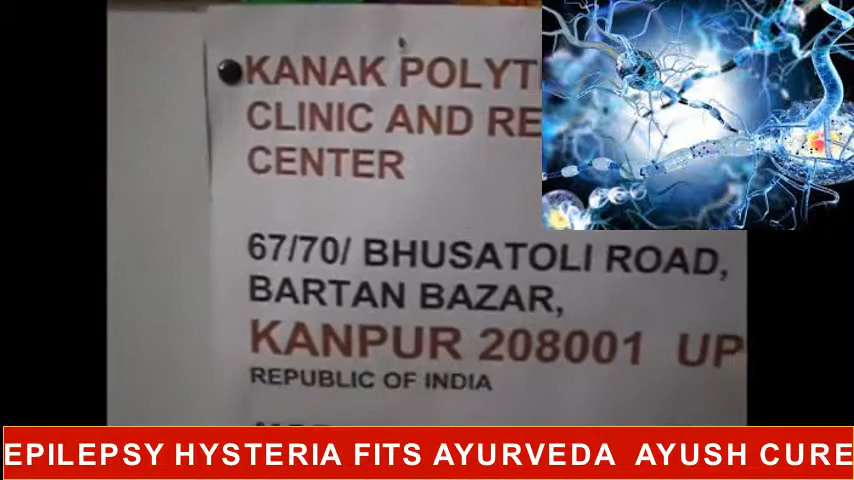 KANAK POLYT
CLINIC AND RE
CENTER
67/70/ BHUSATOLI ROAD,
BARTAN BAZAR,
KANPUR 208001 UP
REPUBLIC OF INDIA
EPILEPSY HYSTERIA FITS AYURVEDA AYUSH CURE